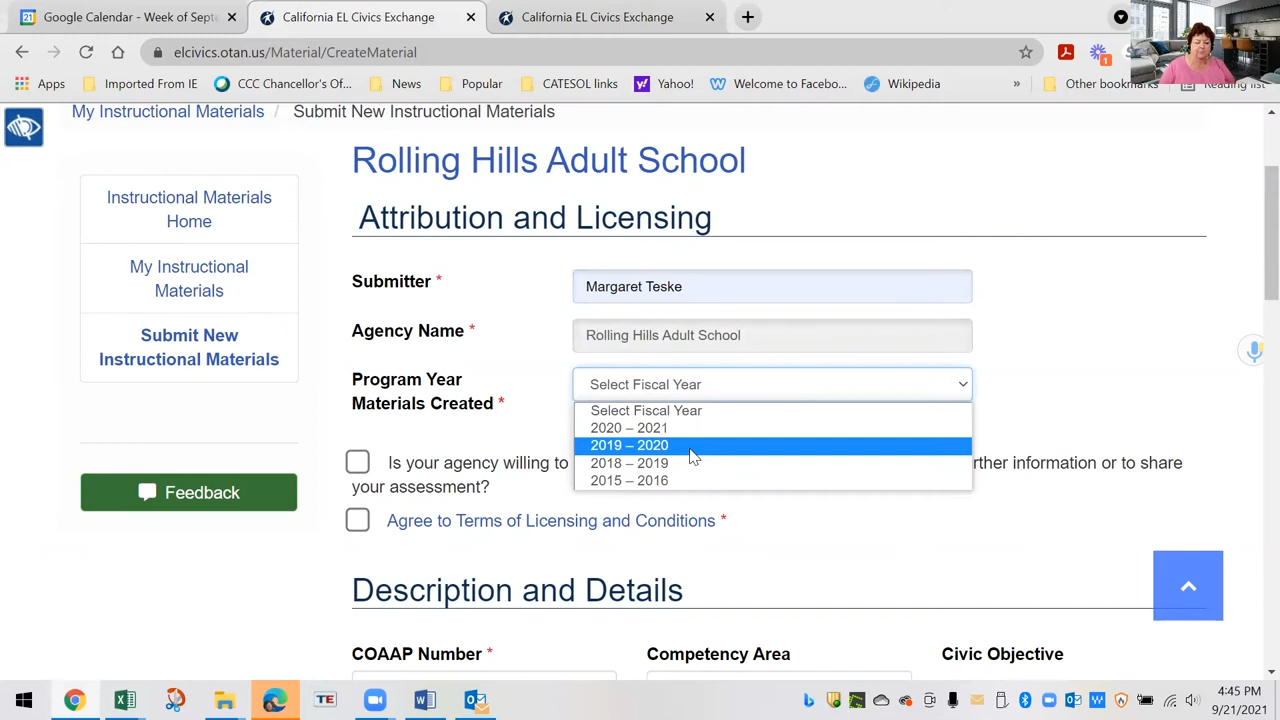 Google Calendar - Week of Sept
California EL Civics Exchange
California EL Civics Exchange
elcivics.otan.us/Material/CreateMaterial
Apps
Imported From IE
CCC Chancellor's Of...
News
Popular
CATESOL links
Yahoo!
Welcome to Facebo...
Wikipedia
»
Other bookmarks
Reading list
My Instructional Materials / Submit New Instructional Materials
Rolling Hills Adult School
Instructional Materials
Home
My Instructional
Materials
Submit New
Instructional Materials
Feedback
Attribution and Licensing
Submitter *
Margaret Teske
Agency Name *
Rolling Hills Adult School
Program Year
Materials Created *
Select Fiscal Year
Select Fiscal Year
2020 – 2021
2019 – 2020
2018 – 2019
2015 – 2016
Is your agency willing to
rther information or to share
your assessment?
Agree to Terms of Licensing and Conditions *
Description and Details
COAAP Number *
Competency Area
Civic Objective
TE
4:45 PM
9/21/2021